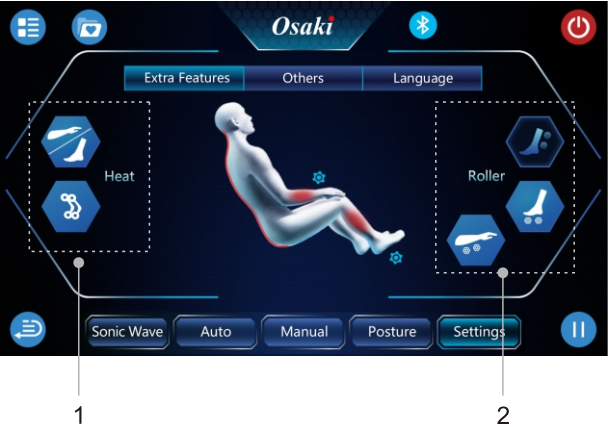 Osaki
Extra Features Others Language
Heat
Roller
Sonic Wave Auto Manual Posture Settings
1 2